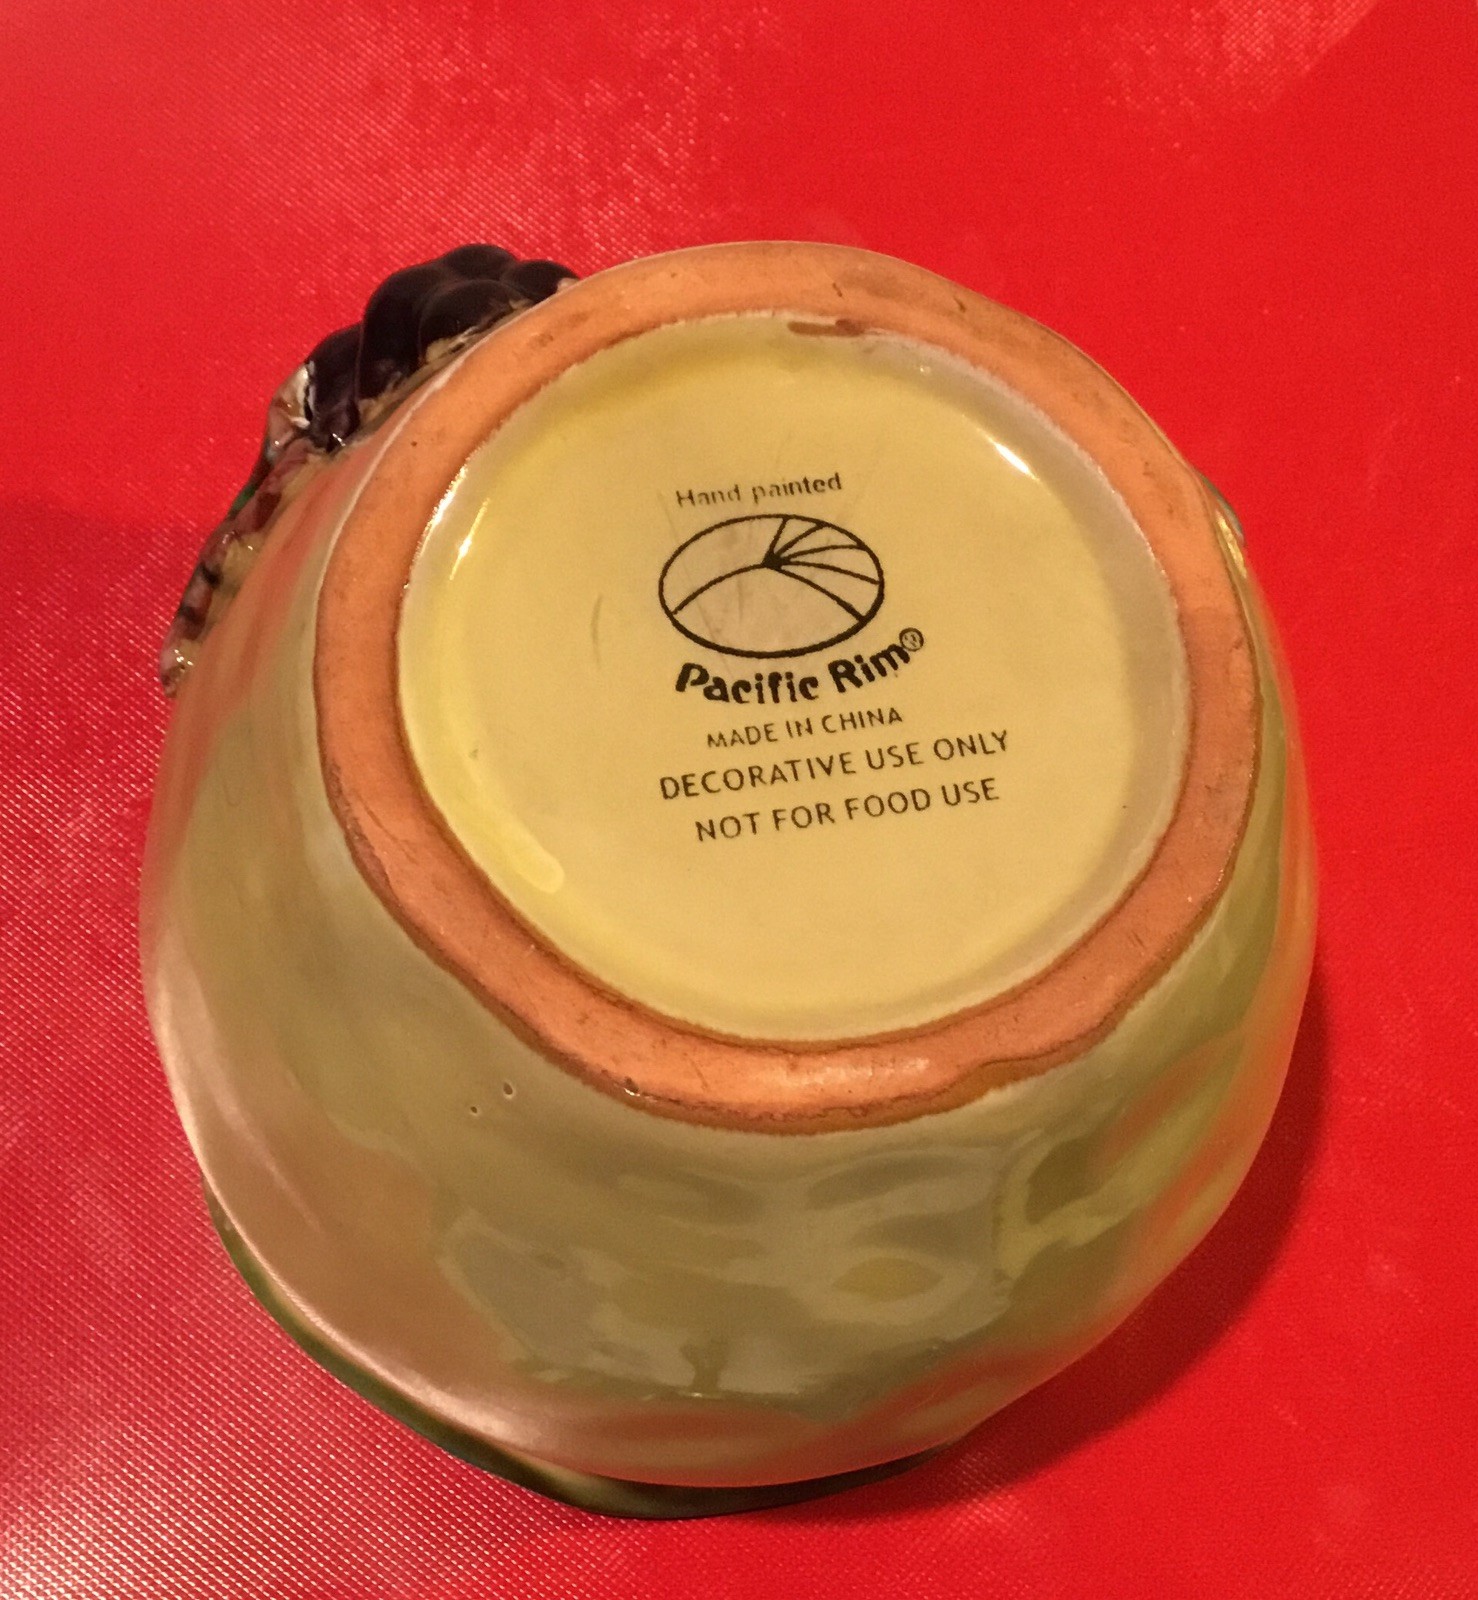 Hand painted
Pacific Rim®
MADE IN CHINA
DECORATIVE USE ONLY
NOT FOR FOOD USE